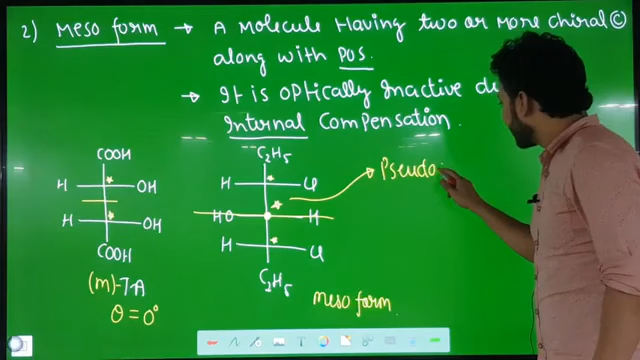 2) Meso form → A Molecule Having two or more chiral ©
along with POS.
→ It is optically Inactive d
Internal Compensation.
COOH
H OH
H OH
COOH
(m)-T.A
θ = 0°
C₂H₅
H Cl
HO H
H Cl
C₂H₅
meso form.
Pseudo